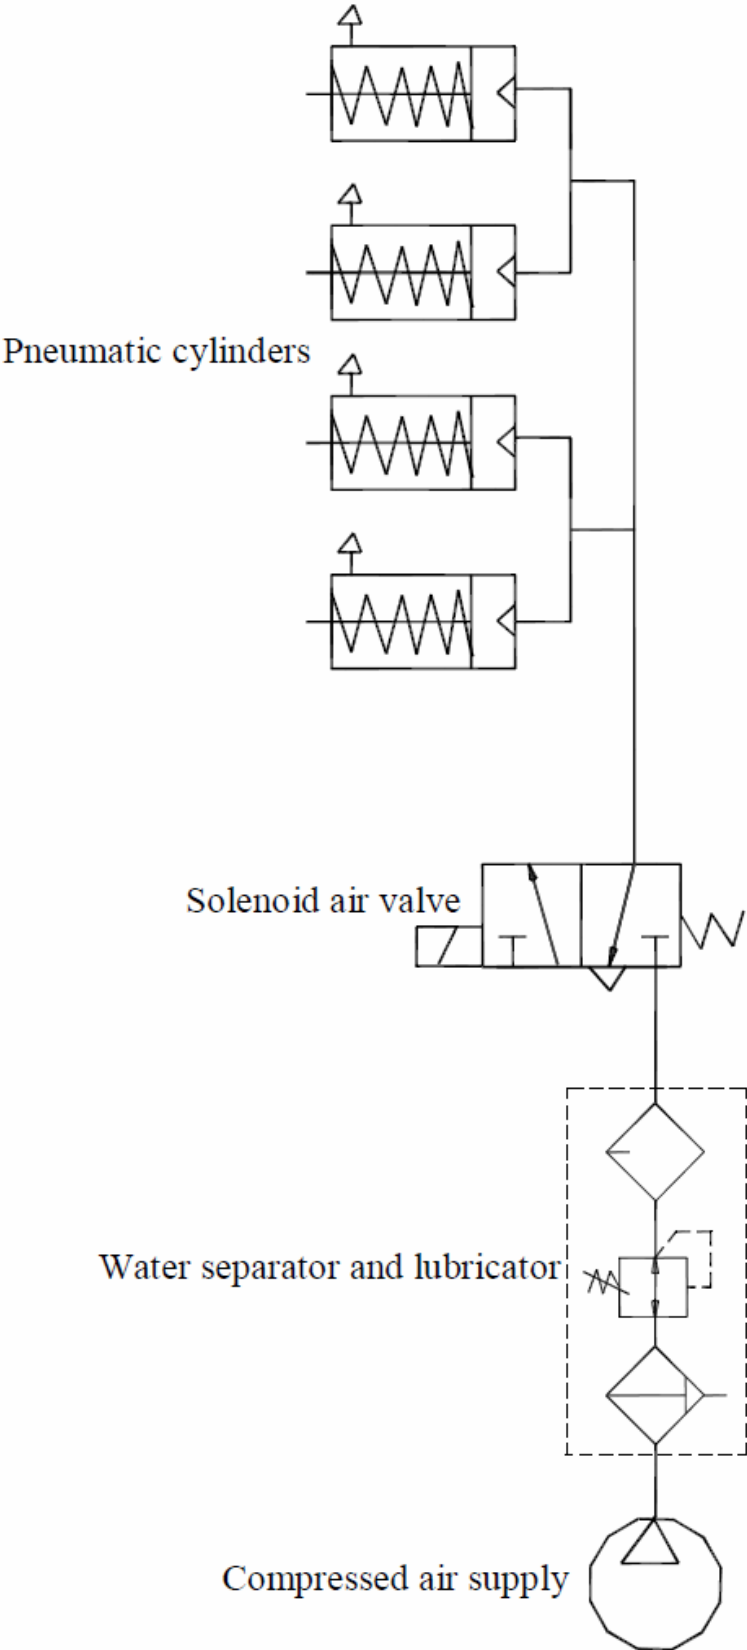 Pneumatic cylinders
Solenoid air valve
Water separator and lubricator
Compressed air supply